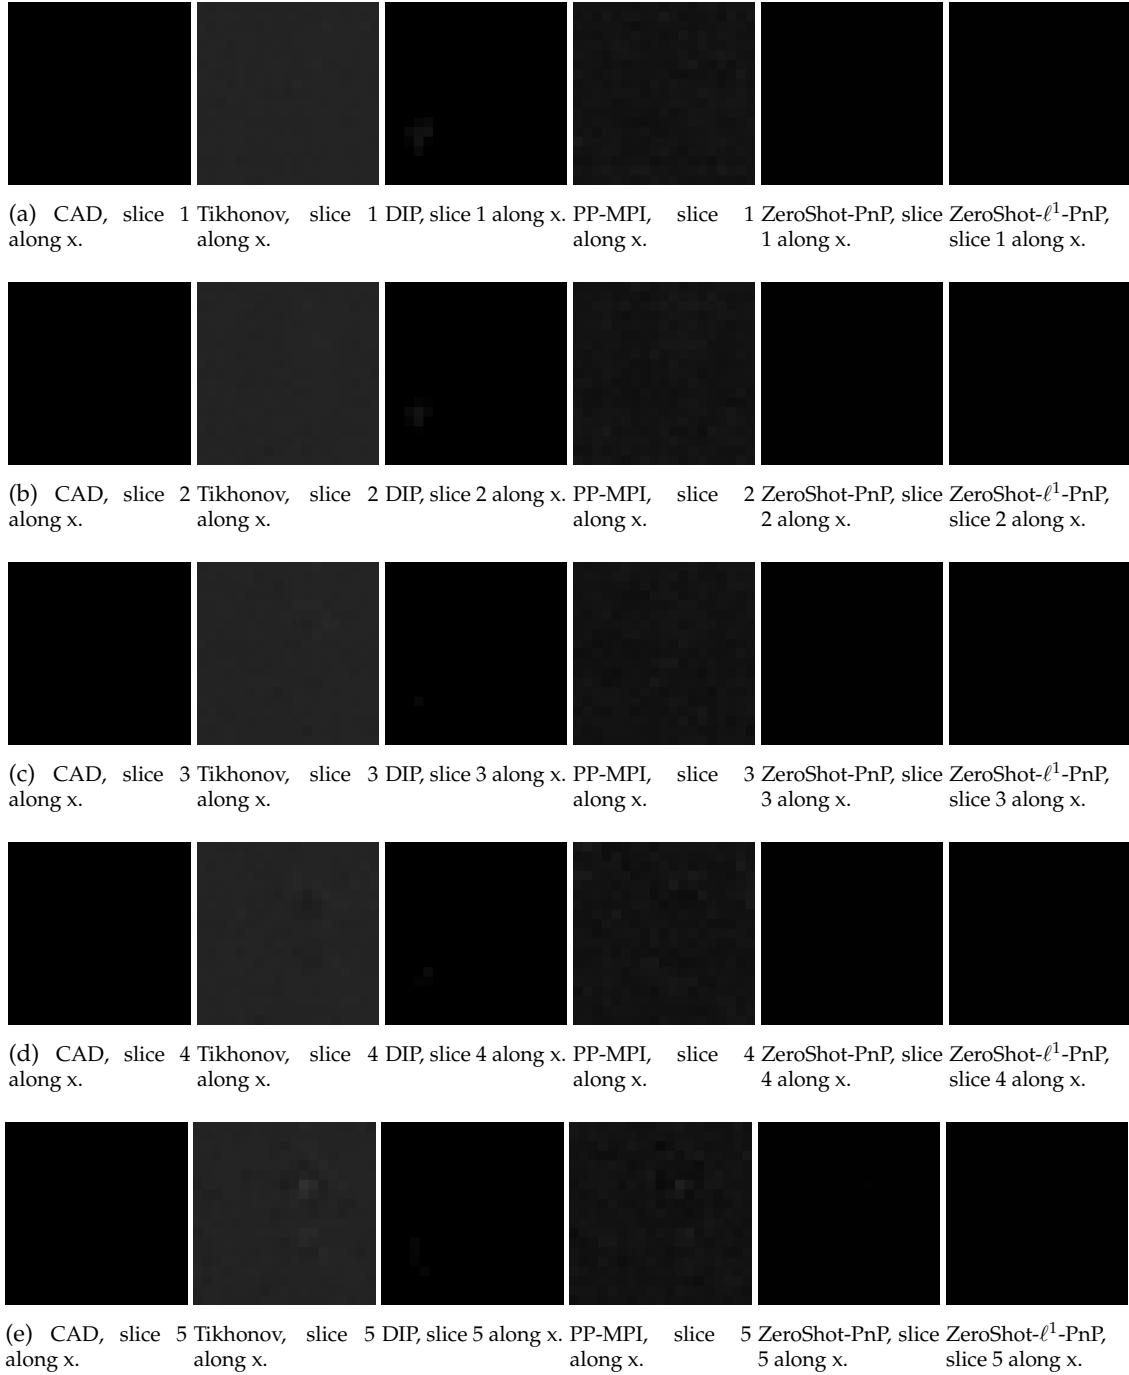 (a) CAD, slice 1 along x.
Tikhonov, slice 1 along x.
DIP, slice 1 along x.
PP-MPI, slice 1 along x.
ZeroShot-PnP, slice 1 along x.
ZeroShot-ℓ¹-PnP, slice 1 along x.
(b) CAD, slice 2 along x.
Tikhonov, slice 2 along x.
DIP, slice 2 along x.
PP-MPI, slice 2 along x.
ZeroShot-PnP, slice 2 along x.
ZeroShot-ℓ¹-PnP, slice 2 along x.
(c) CAD, slice 3 along x.
Tikhonov, slice 3 along x.
DIP, slice 3 along x.
PP-MPI, slice 3 along x.
ZeroShot-PnP, slice 3 along x.
ZeroShot-ℓ¹-PnP, slice 3 along x.
(d) CAD, slice 4 along x.
Tikhonov, slice 4 along x.
DIP, slice 4 along x.
PP-MPI, slice 4 along x.
ZeroShot-PnP, slice 4 along x.
ZeroShot-ℓ¹-PnP, slice 4 along x.
(e) CAD, slice 5 along x.
Tikhonov, slice 5 along x.
DIP, slice 5 along x.
PP-MPI, slice 5 along x.
ZeroShot-PnP, slice 5 along x.
ZeroShot-ℓ¹-PnP, slice 5 along x.